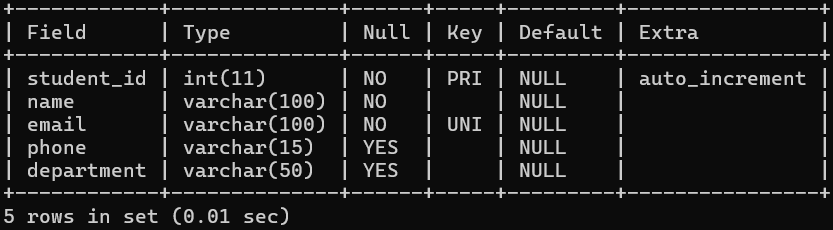 +------------+--------------+------+-----+---------+----------------+
| Field      | Type         | Null | Key | Default | Extra          |
+------------+--------------+------+-----+---------+----------------+
| student_id | int(11)      | NO   | PRI | NULL    | auto_increment |
| name       | varchar(100) | NO   |     | NULL    |                |
| email      | varchar(100) | NO   | UNI | NULL    |                |
| phone      | varchar(15)  | YES  |     | NULL    |                |
| department | varchar(50)  | YES  |     | NULL    |                |
+------------+--------------+------+-----+---------+----------------+
5 rows in set (0.01 sec)